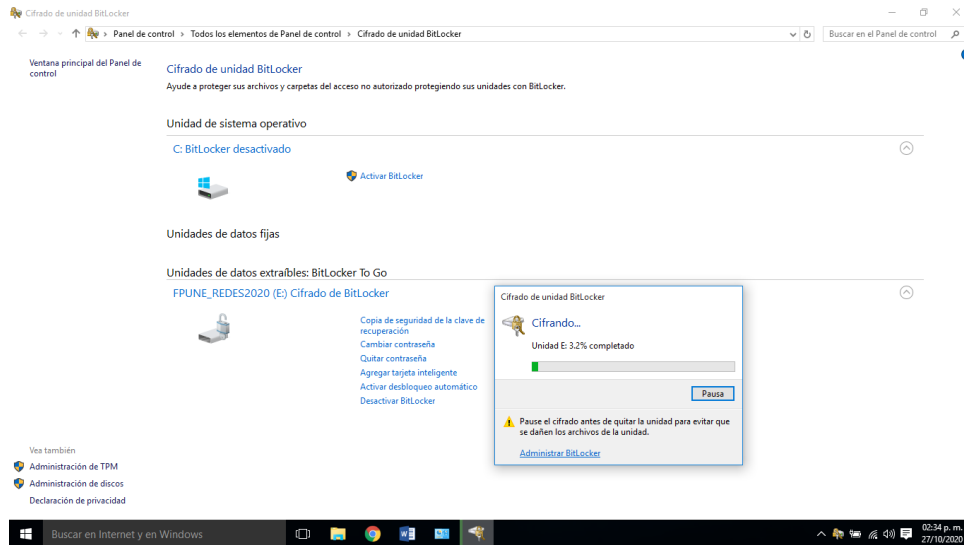 Cifrado de unidad BitLocker
Panel de control > Todos los elementos de Panel de control > Cifrado de unidad BitLocker
Buscar en el Panel de control
Ventana principal del Panel de
control
Cifrado de unidad BitLocker
Ayude a proteger sus archivos y carpetas del acceso no autorizado protegiendo sus unidades con BitLocker.
Unidad de sistema operativo
C: BitLocker desactivado
Activar BitLocker
Unidades de datos fijas
Unidades de datos extraíbles: BitLocker To Go
FPUNE_REDES2020 (E:) Cifrado de BitLocker
Copia de seguridad de la clave de
recuperación
Cambiar contraseña
Quitar contraseña
Agregar tarjeta inteligente
Activar desbloqueo automático
Desactivar BitLocker
Cifrado de unidad BitLocker
Cifrando...
Unidad E: 3.2% completado
Pausa
Pause el cifrado antes de quitar la unidad para evitar que
se dañen los archivos de la unidad.
Administrar BitLocker
Vea también
Administración de TPM
Administración de discos
Declaración de privacidad
Buscar en Internet y en Windows
02:34 p. m.
27/10/2020